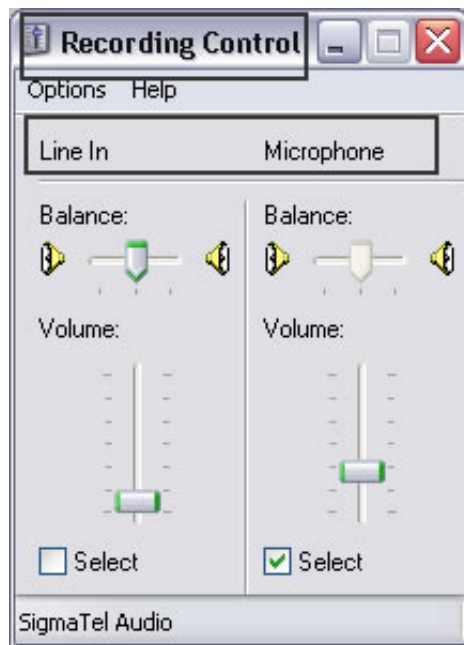 Recording Control
Options Help
Line In Microphone
Balance: Balance:
Volume: Volume:
Select Select
SigmaTel Audio